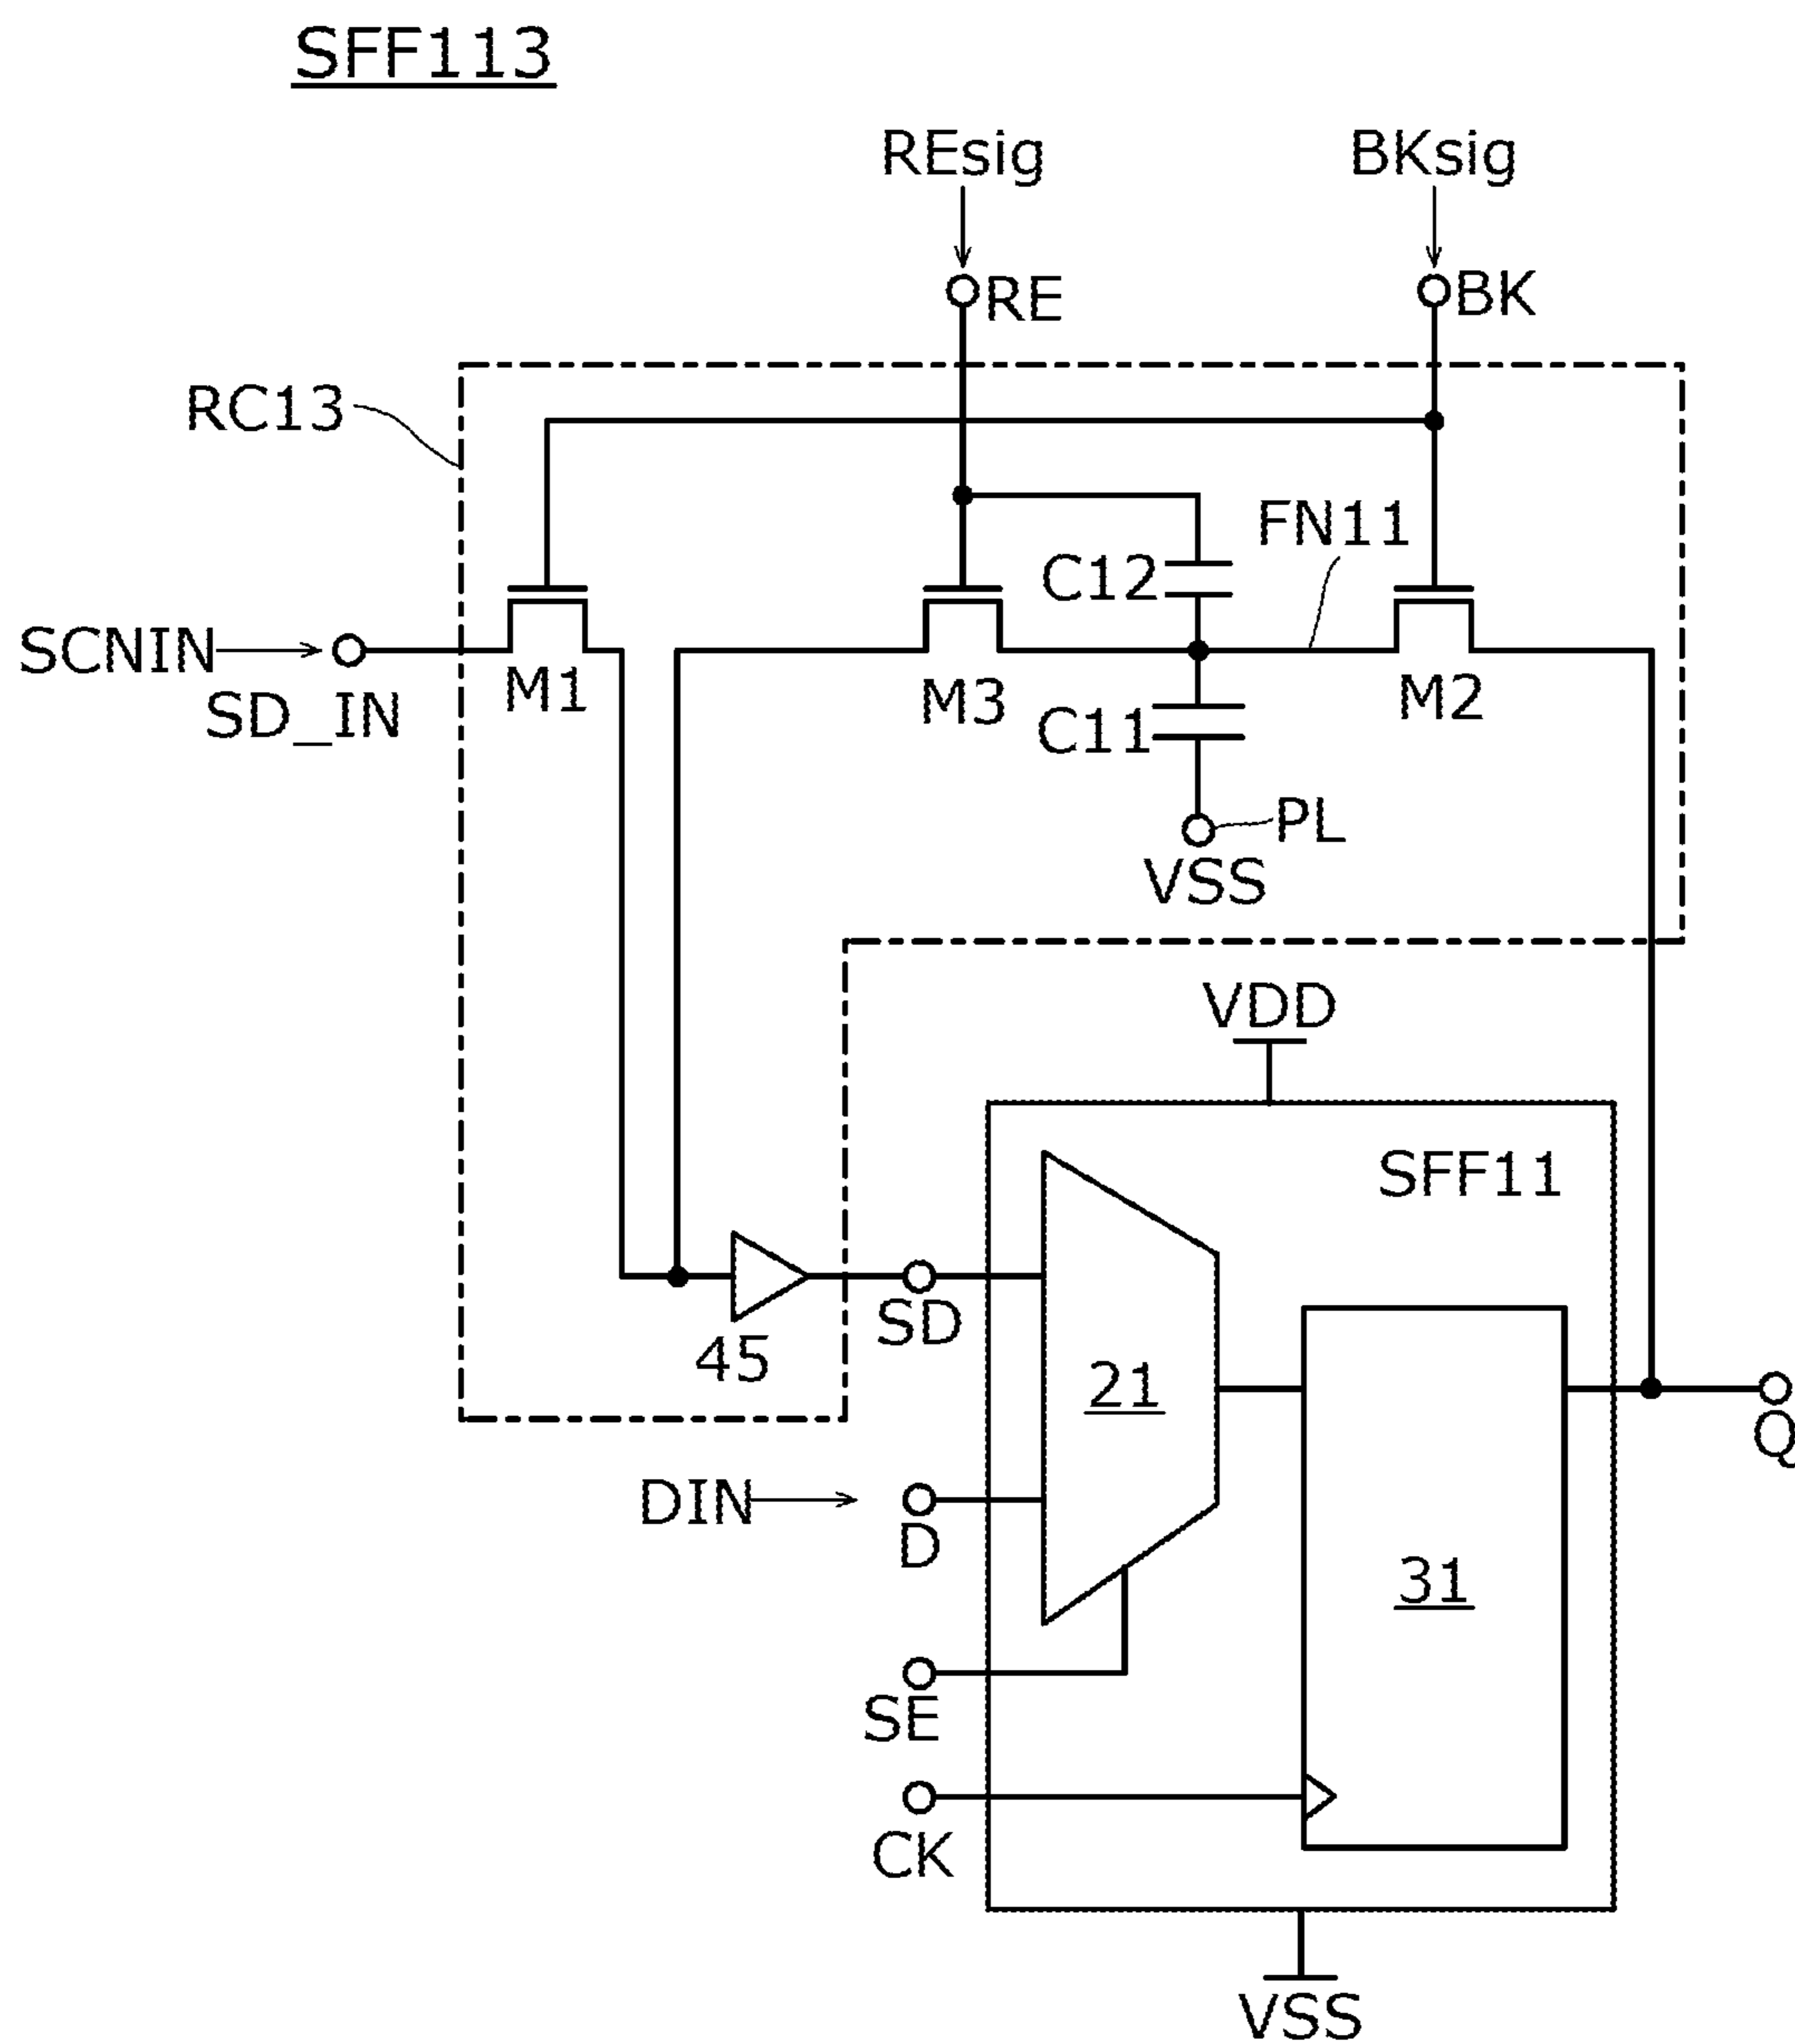 SFF113
REsig
BKsig
RE
BK
RC13
FN11
C12
SCNIN
SD_IN
M1
M3
M2
C11
PL
VSS
VDD
SFF11
SD
45
21
Q
DIN
D
31
SE
CK
VSS